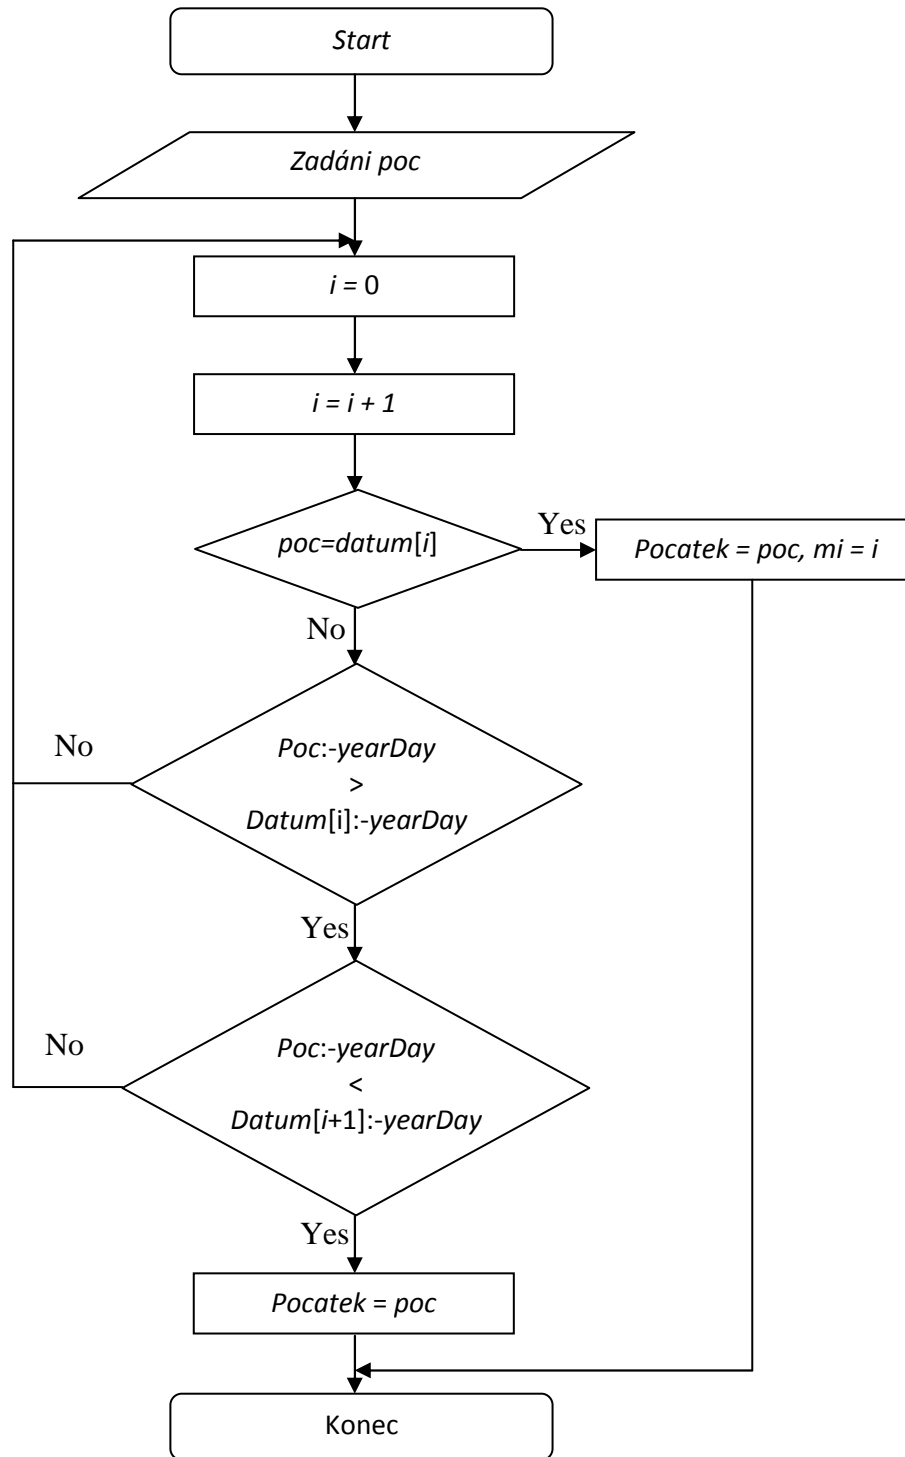 Start
Zadáni poc
i = 0
i = i + 1
poc=datum[i]
Yes
Pocatek = poc, mi = i
No
No
Poc:-yearDay
>
Datum[i]:-yearDay
Yes
No
Poc:-yearDay
<
Datum[i+1]:-yearDay
Yes
Pocatek = poc
Konec